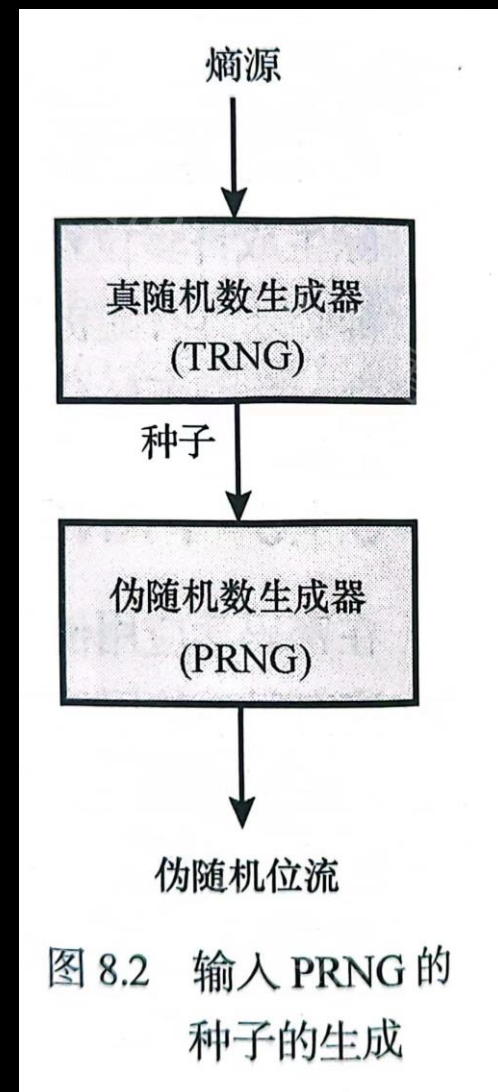 熵源
真随机数生成器
(TRNG)
种子
伪随机数生成器
(PRNG)
伪随机位流
图 8.2 输入 PRNG 的
种子的生成